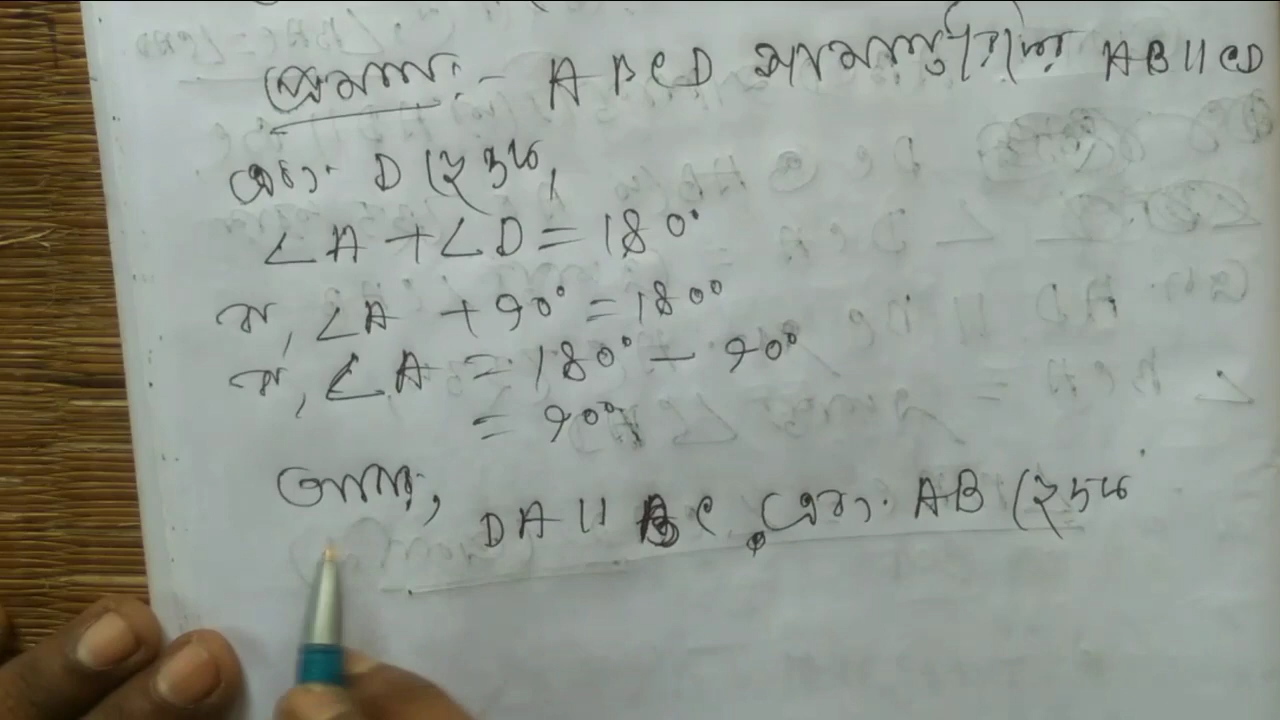 প্রমাণ:- ABCD সামান্তরিকের AB||CD
এবং D ছেদক,
∠A + ∠D = 180°
বা, ∠A + 90° = 180°
বা, ∠A = 180° - 90°
= 90°
আবার, DA || BC এবং AB ছেদক